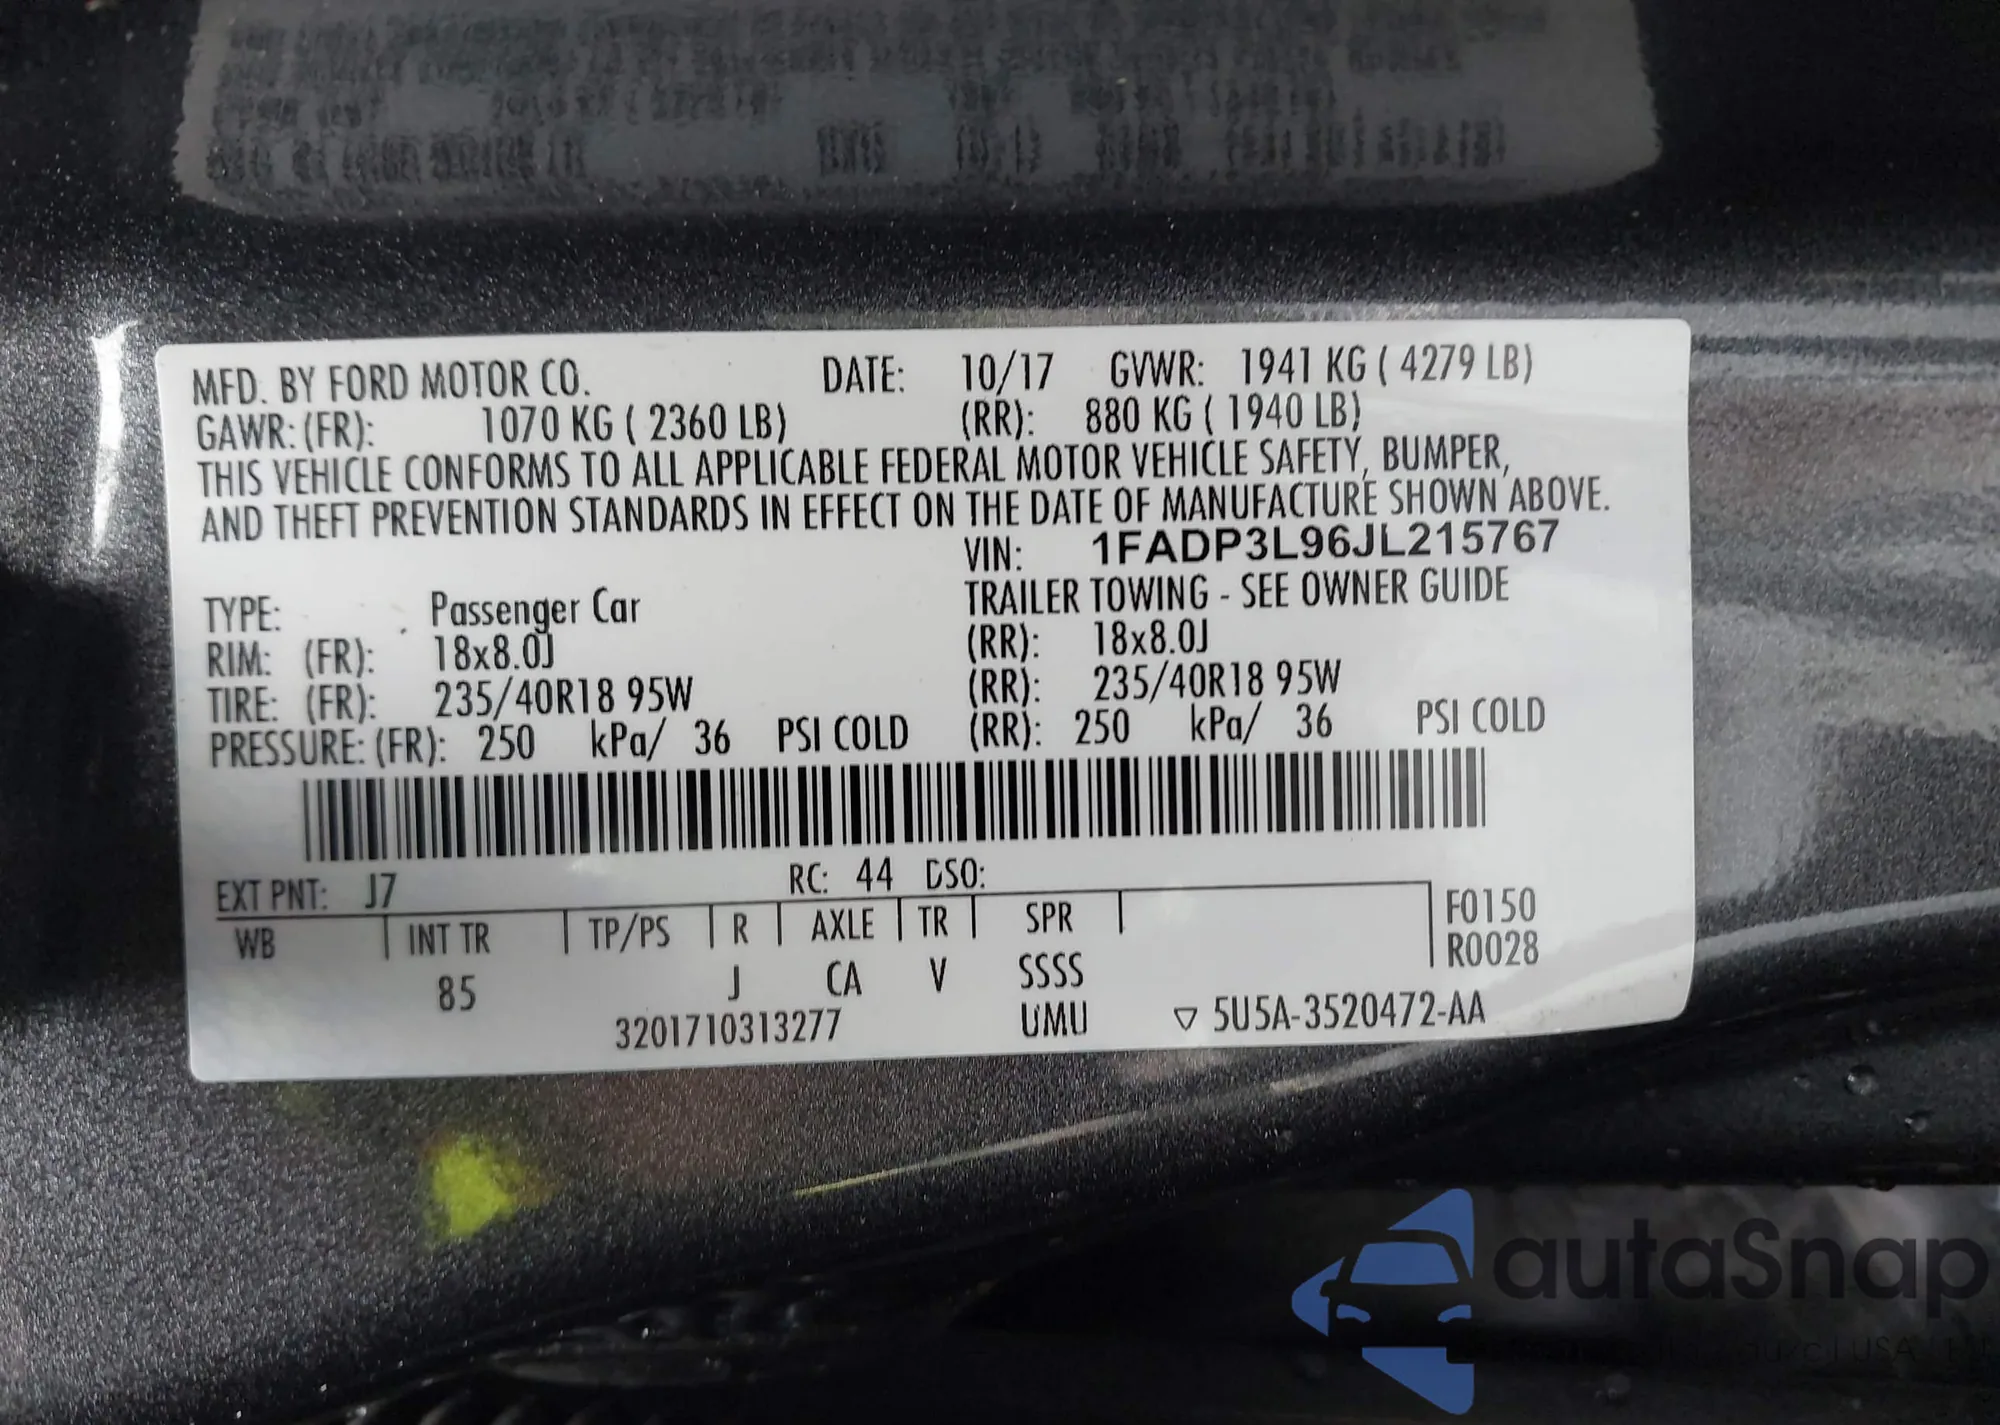 MFD. BY FORD MOTOR CO. DATE: 10/17 GVWR: 1941 KG ( 4279 LB)
GAWR: (FR): 1070 KG ( 2360 LB) (RR): 880 KG ( 1940 LB)
THIS VEHICLE CONFORMS TO ALL APPLICABLE FEDERAL MOTOR VEHICLE SAFETY, BUMPER,
AND THEFT PREVENTION STANDARDS IN EFFECT ON THE DATE OF MANUFACTURE SHOWN ABOVE.
VIN: 1FADP3L96JL215767
TYPE: Passenger Car TRAILER TOWING - SEE OWNER GUIDE
RIM: (FR): 18x8.0J (RR): 18x8.0J
TIRE: (FR): 235/40R18 95W (RR): 235/40R18 95W
PRESSURE: (FR): 250 kPa/ 36 PSI COLD (RR): 250 kPa/ 36 PSI COLD
EXT PNT: J7 RC: 44 DSO:
WB INT TR TP/PS R AXLE TR SPR F0150
R0028
85 J CA V SSSS
3201710313277 UMU ▽ 5U5A-3520472-AA
autoSnap